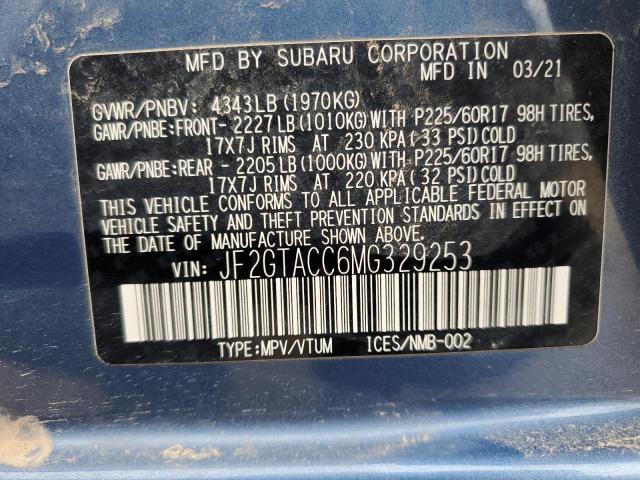 MFD BY SUBARU CORPORATION
MFD IN 03/21
GVWR/PNBV: 4343LB(1970KG)
GAWR/PNBE:FRONT- 2227LB(1010KG)WITH P225/60R17 98H TIRES,
17X7J RIMS AT 230 KPA(33 PSI)COLD
GAWR/PNBE:REAR - 2205LB(1000KG)WITH P225/60R17 98H TIRES,
17X7J RIMS AT 220 KPA(32 PSI)COLD
THIS VEHICLE CONFORMS TO ALL APPLICABLE FEDERAL MOTOR
VEHICLE SAFETY AND THEFT PREVENTION STANDARDS IN EFFECT ON
THE DATE OF MANUFACTURE SHOWN ABOVE.
VIN: JF2GTACC6MG329253
TYPE:MPV/VTUM ICES/NMB-002